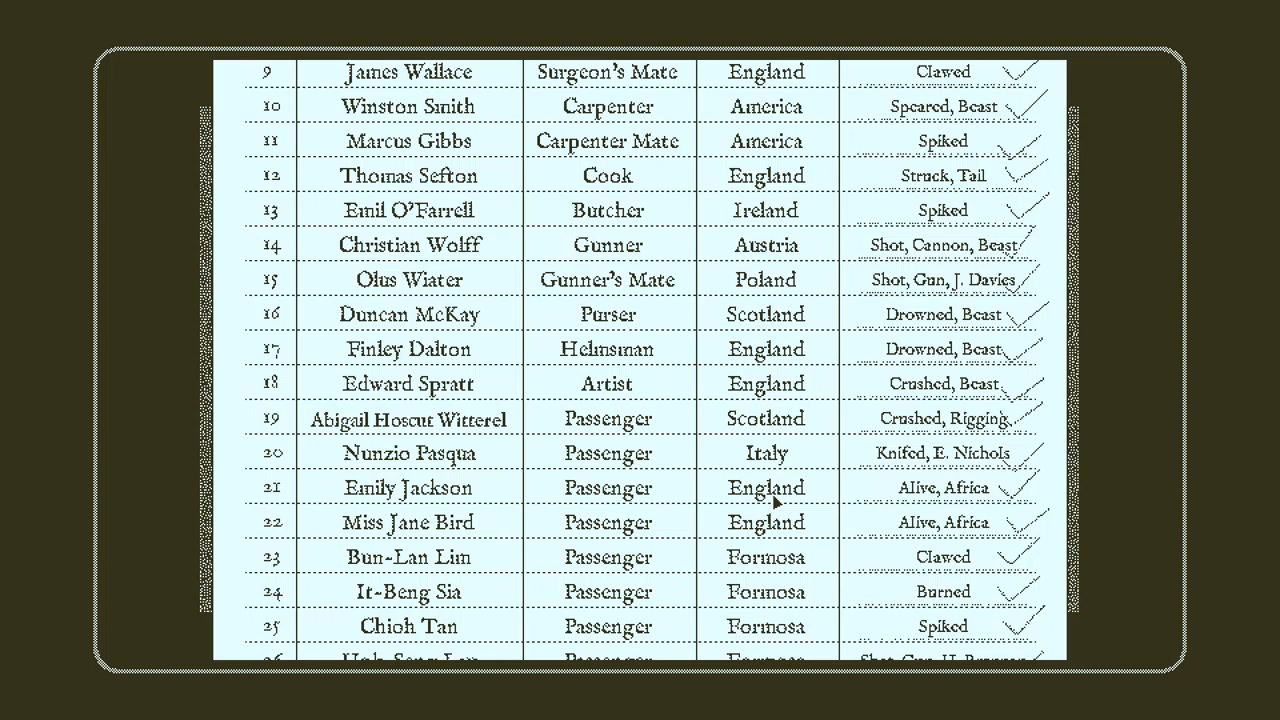 9 James Wallace Surgeon's Mate England Clawed
10 Winston Smith Carpenter America Speared, Beast
11 Marcus Gibbs Carpenter Mate America Spiked
12 Thomas Sefton Cook England Struck, Tail
13 Emil O'Farrell Butcher Ireland Spiked
14 Christian Wolff Gunner Austria Shot, Cannon, Beast
15 Olus Wiater Gunner's Mate Poland Shot, Gun, J. Davies
16 Duncan McKay Purser Scotland Drowned, Beast
17 Finley Dalton Helmsman England Drowned, Beast
18 Edward Spratt Artist England Crushed, Beast
19 Abigail Hoscut Witterel Passenger Scotland Crushed, Rigging
20 Nunzio Pasqua Passenger Italy Knifed, E. Nichols
21 Emily Jackson Passenger England Alive, Africa
22 Miss Jane Bird Passenger England Alive, Africa
23 Bun-Lan Lim Passenger Formosa Clawed
24 It-Beng Sia Passenger Formosa Burned
25 Chioh Tan Passenger Formosa Spiked
26 Passenger Formosa Shot, Gun, H.